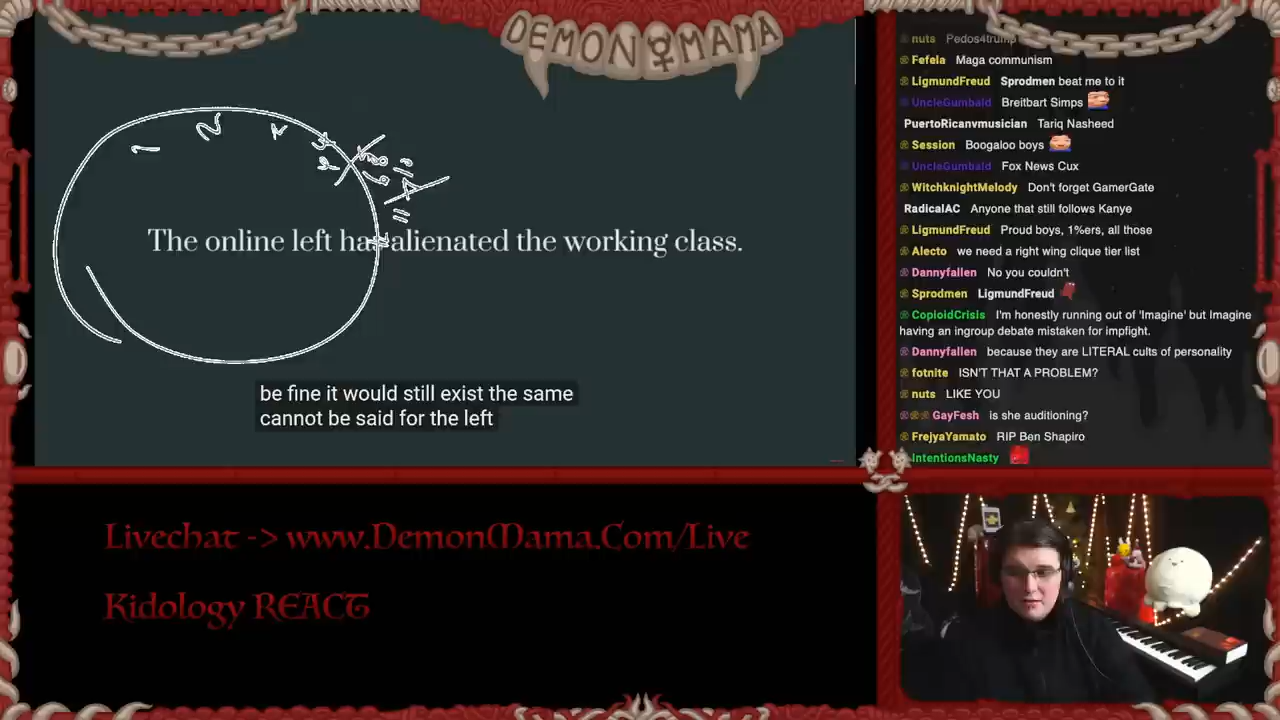 DEMON MAMA
The online left has alienated the working class.
be fine it would still exist the same
cannot be said for the left
nuts Pedos4trump
Fefela Maga communism
LigmundFreud Sprodmen beat me to it
UncleGumbald Breitbart Simps
PuertoRicanvmusician Tariq Nasheed
Session Boogaloo boys
UncleGumbald Fox News Cux
WitchknightMelody Don't forget GamerGate
RadicalAC Anyone that still follows Kanye
LigmundFreud Proud boys, 1%ers, all those
Alecto we need a right wing clique tier list
Dannyfallen No you couldn't
Sprodmen LigmundFreud
CopioidCrisis I'm honestly running out of 'Imagine' but Imagine
having an ingroup debate mistaken for impfight.
Dannyfallen because they are LITERAL cults of personality
fotnite ISN'T THAT A PROBLEM?
nuts LIKE YOU
GayFesh is she auditioning?
FrejyaYamato RIP Ben Shapiro
IntentionsNasty
Livechat -> www.DemonMama.Com/Live
Kidology REACT